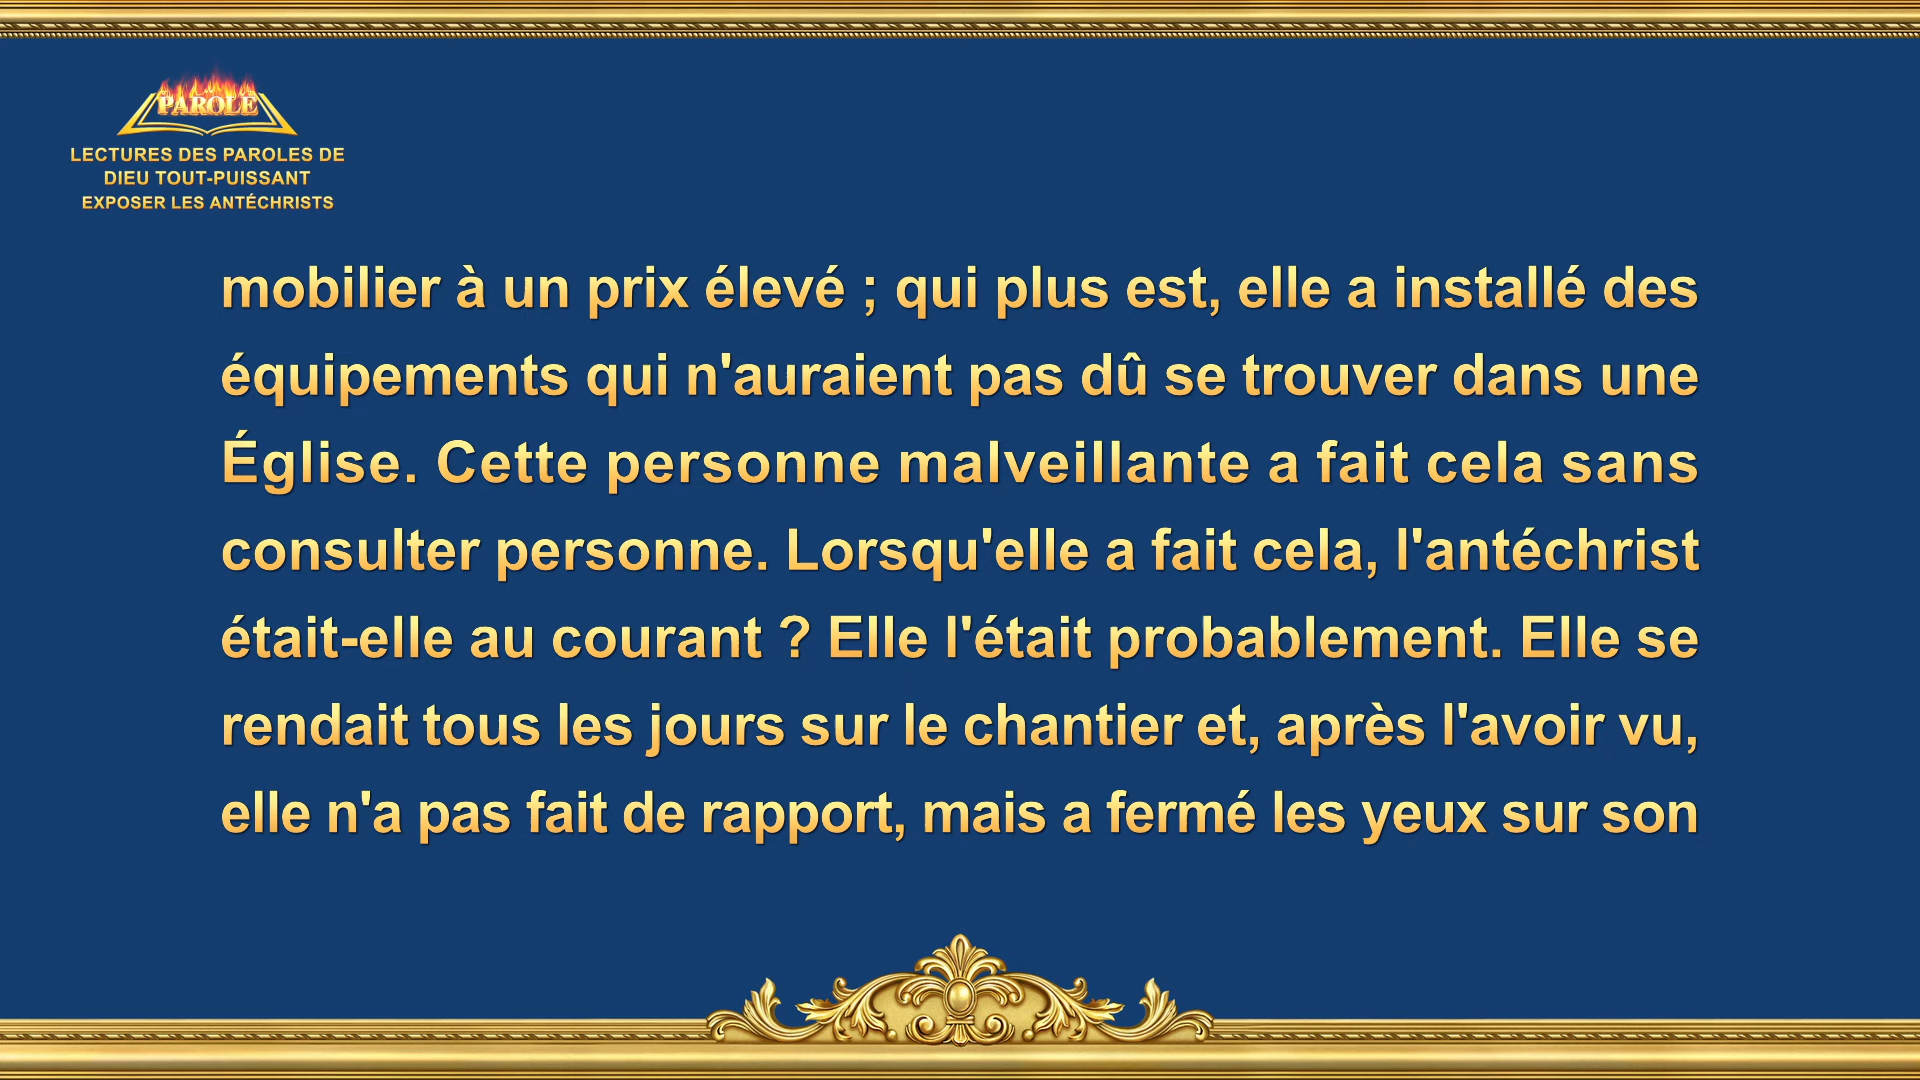 PAROLE
LECTURES DES PAROLES DE
DIEU TOUT-PUISSANT
EXPOSER LES ANTÉCHRISTS
mobilier à un prix élevé ; qui plus est, elle a installé des
équipements qui n'auraient pas dû se trouver dans une
Église. Cette personne malveillante a fait cela sans
consulter personne. Lorsqu'elle a fait cela, l'antéchrist
était-elle au courant ? Elle l'était probablement. Elle se
rendait tous les jours sur le chantier et, après l'avoir vu,
elle n'a pas fait de rapport, mais a fermé les yeux sur son